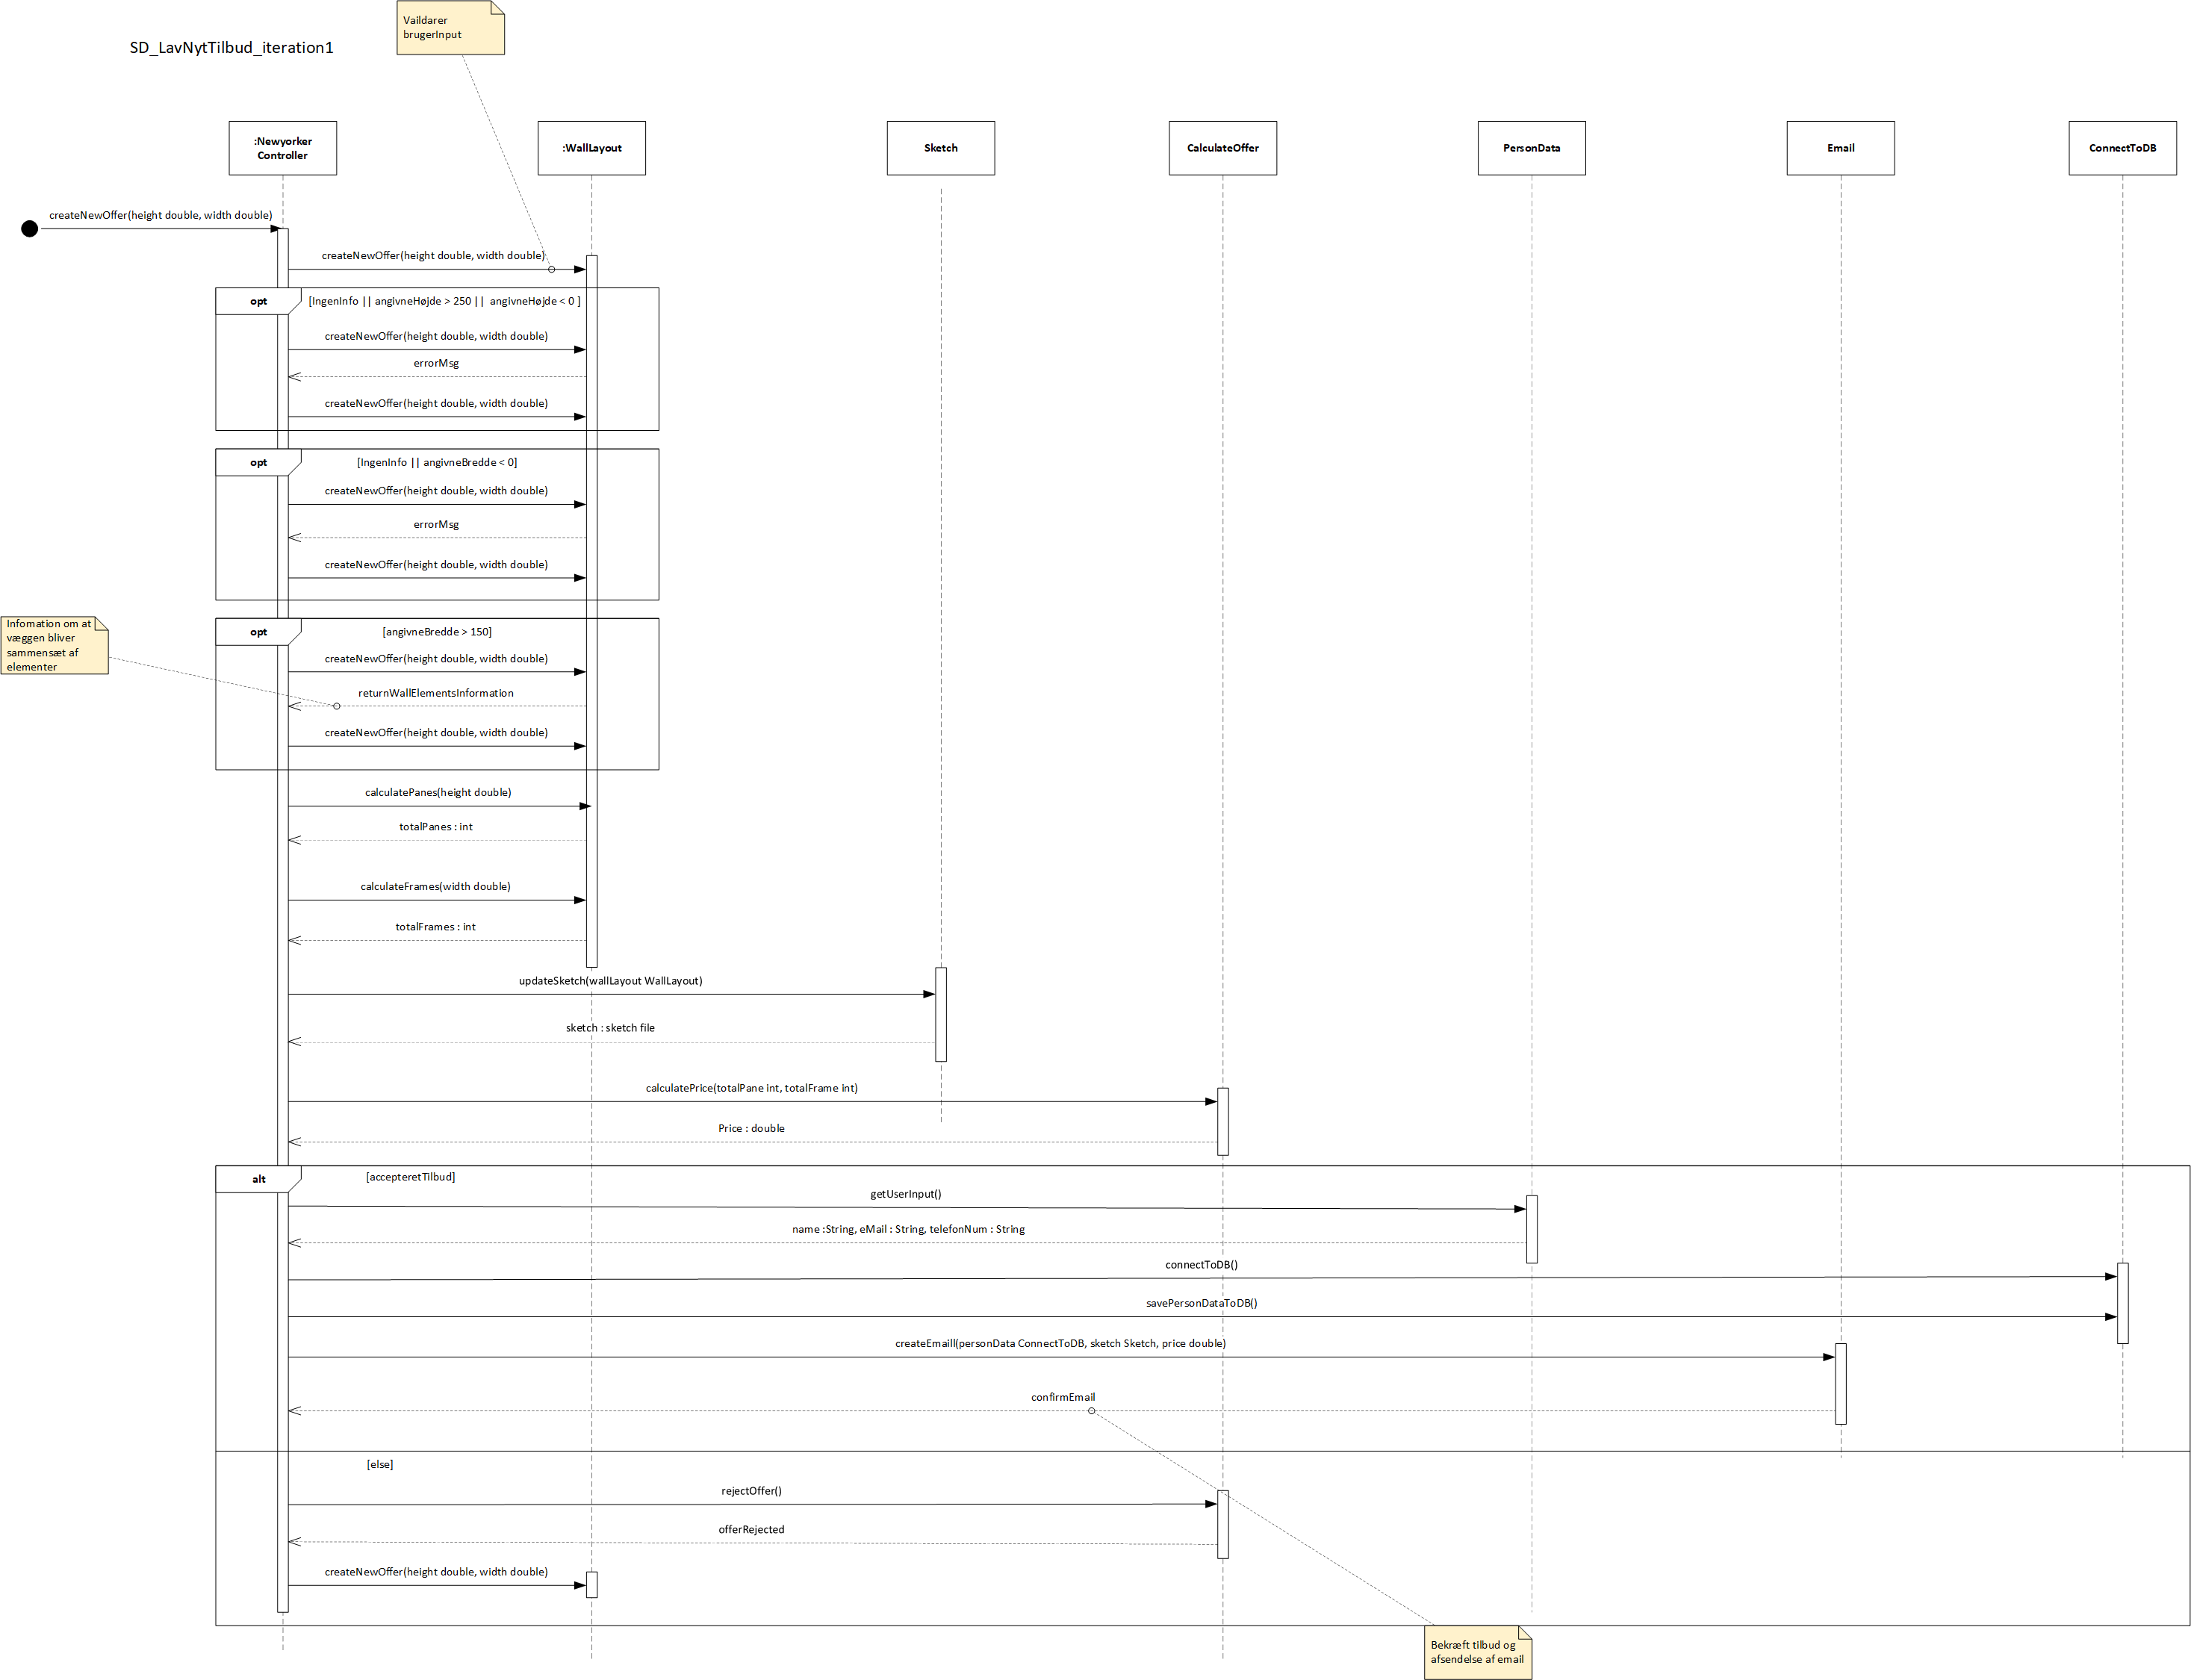 Vaildarer
brugerInput
SD_LavNytTilbud_iteration1
:Newyorker
Controller
:WallLayout
Sketch
CalculateOffer
PersonData
Email
ConnectToDB
createNewOffer(height double, width double)
createNewOffer(height double, width double)
opt
[IngenInfo || angivneHøjde > 250 || angivneHøjde < 0 ]
createNewOffer(height double, width double)
errorMsg
createNewOffer(height double, width double)
opt
[IngenInfo || angivneBredde < 0]
createNewOffer(height double, width double)
errorMsg
createNewOffer(height double, width double)
Infomation om at
væggen bliver
sammensæt af
elementer
opt
[angivneBredde > 150]
createNewOffer(height double, width double)
returnWallElementsInformation
createNewOffer(height double, width double)
calculatePanes(height double)
totalPanes : int
calculateFrames(width double)
totalFrames : int
updateSketch(wallLayout WallLayout)
sketch : sketch file
calculatePrice(totalPane int, totalFrame int)
Price : double
alt
[accepteretTilbud]
getUserInput()
name :String, eMail : String, telefonNum : String
connectToDB()
savePersonDataToDB()
createEmaill(personData ConnectToDB, sketch Sketch, price double)
confirmEmail
[else]
rejectOffer()
offerRejected
createNewOffer(height double, width double)
Bekræft tilbud og
afsendelse af email